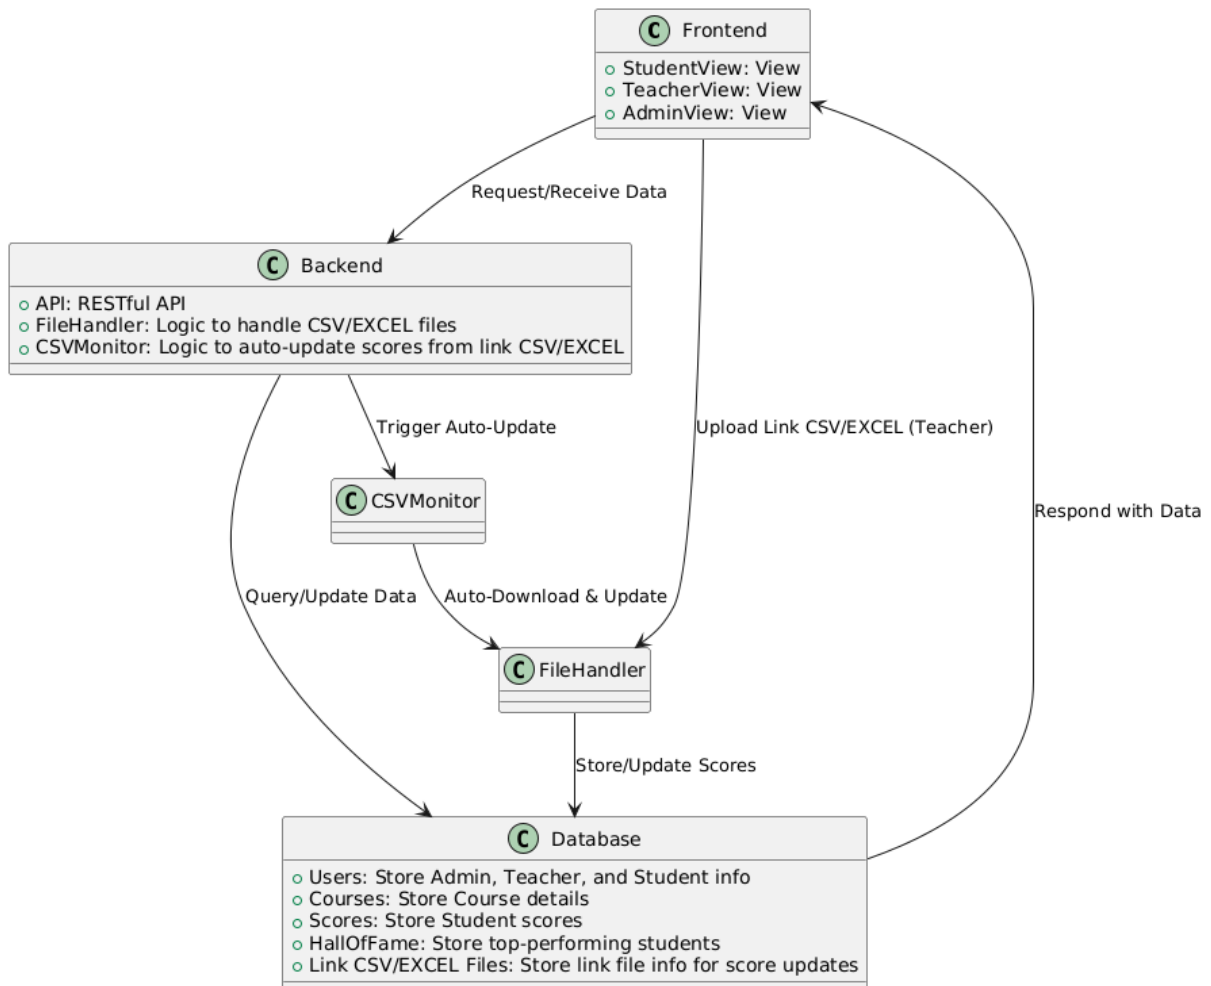 C Frontend
StudentView: View
TeacherView: View
AdminView: View
Request/Receive Data
C Backend
API: RESTful API
FileHandler: Logic to handle CSV/EXCEL files
CSVMonitor: Logic to auto-update scores from link CSV/EXCEL
Trigger Auto-Update
Upload Link CSV/EXCEL (Teacher)
C CSVMonitor
Respond with Data
Query/Update Data
Auto-Download & Update
C FileHandler
Store/Update Scores
C Database
Users: Store Admin, Teacher, and Student info
Courses: Store Course details
Scores: Store Student scores
HallOfFame: Store top-performing students
Link CSV/EXCEL Files: Store link file info for score updates